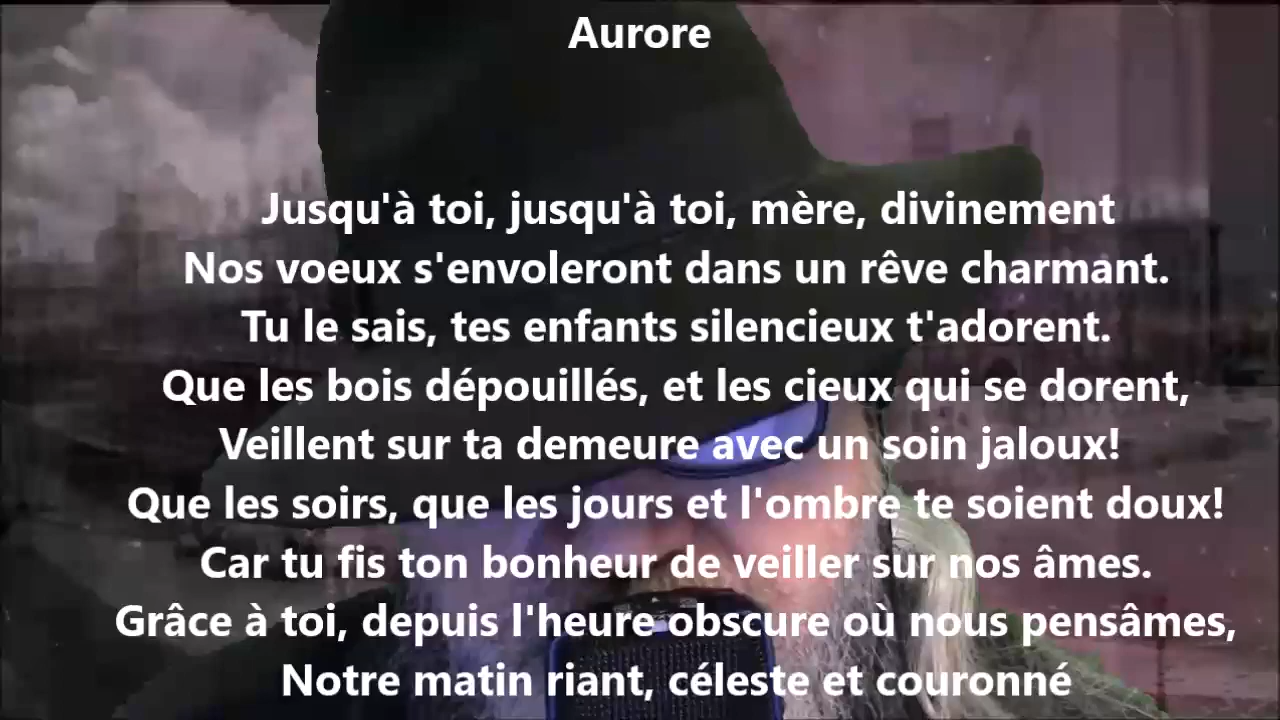 Aurore
Jusqu'à toi, jusqu'à toi, mère, divinement
Nos voeux s'envoleront dans un rêve charmant.
Tu le sais, tes enfants silencieux t'adorent.
Que les bois dépouillés, et les cieux qui se dorent,
Veillent sur ta demeure avec un soin jaloux!
Que les soirs, que les jours et l'ombre te soient doux!
Car tu fis ton bonheur de veiller sur nos âmes.
Grâce à toi, depuis l'heure obscure où nous pensâmes,
Notre matin riant, céleste et couronné